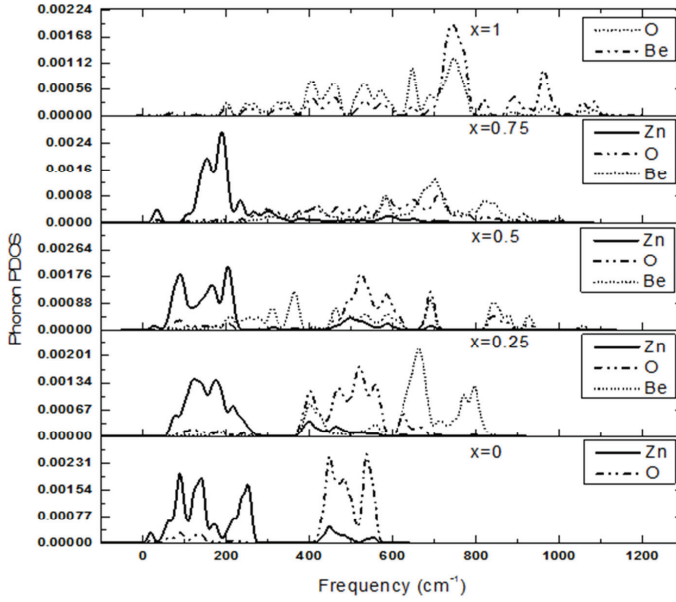 0.00224
0.00168
0.00112
0.00056
0.00000
x=1
O
Be
0.0024
0.0016
0.0008
0.0000
x=0.75
Zn
O
Be
0.00264
0.00176
0.00088
0.00000
x=0.5
Zn
O
Be
0.00201
0.00134
0.00067
0.00000
x=0.25
Zn
O
Be
0.00231
0.00154
0.00077
0.00000
x=0
Zn
O
Phonon PDOS
0 200 400 600 800 1000 1200
Frequency (cm⁻¹)